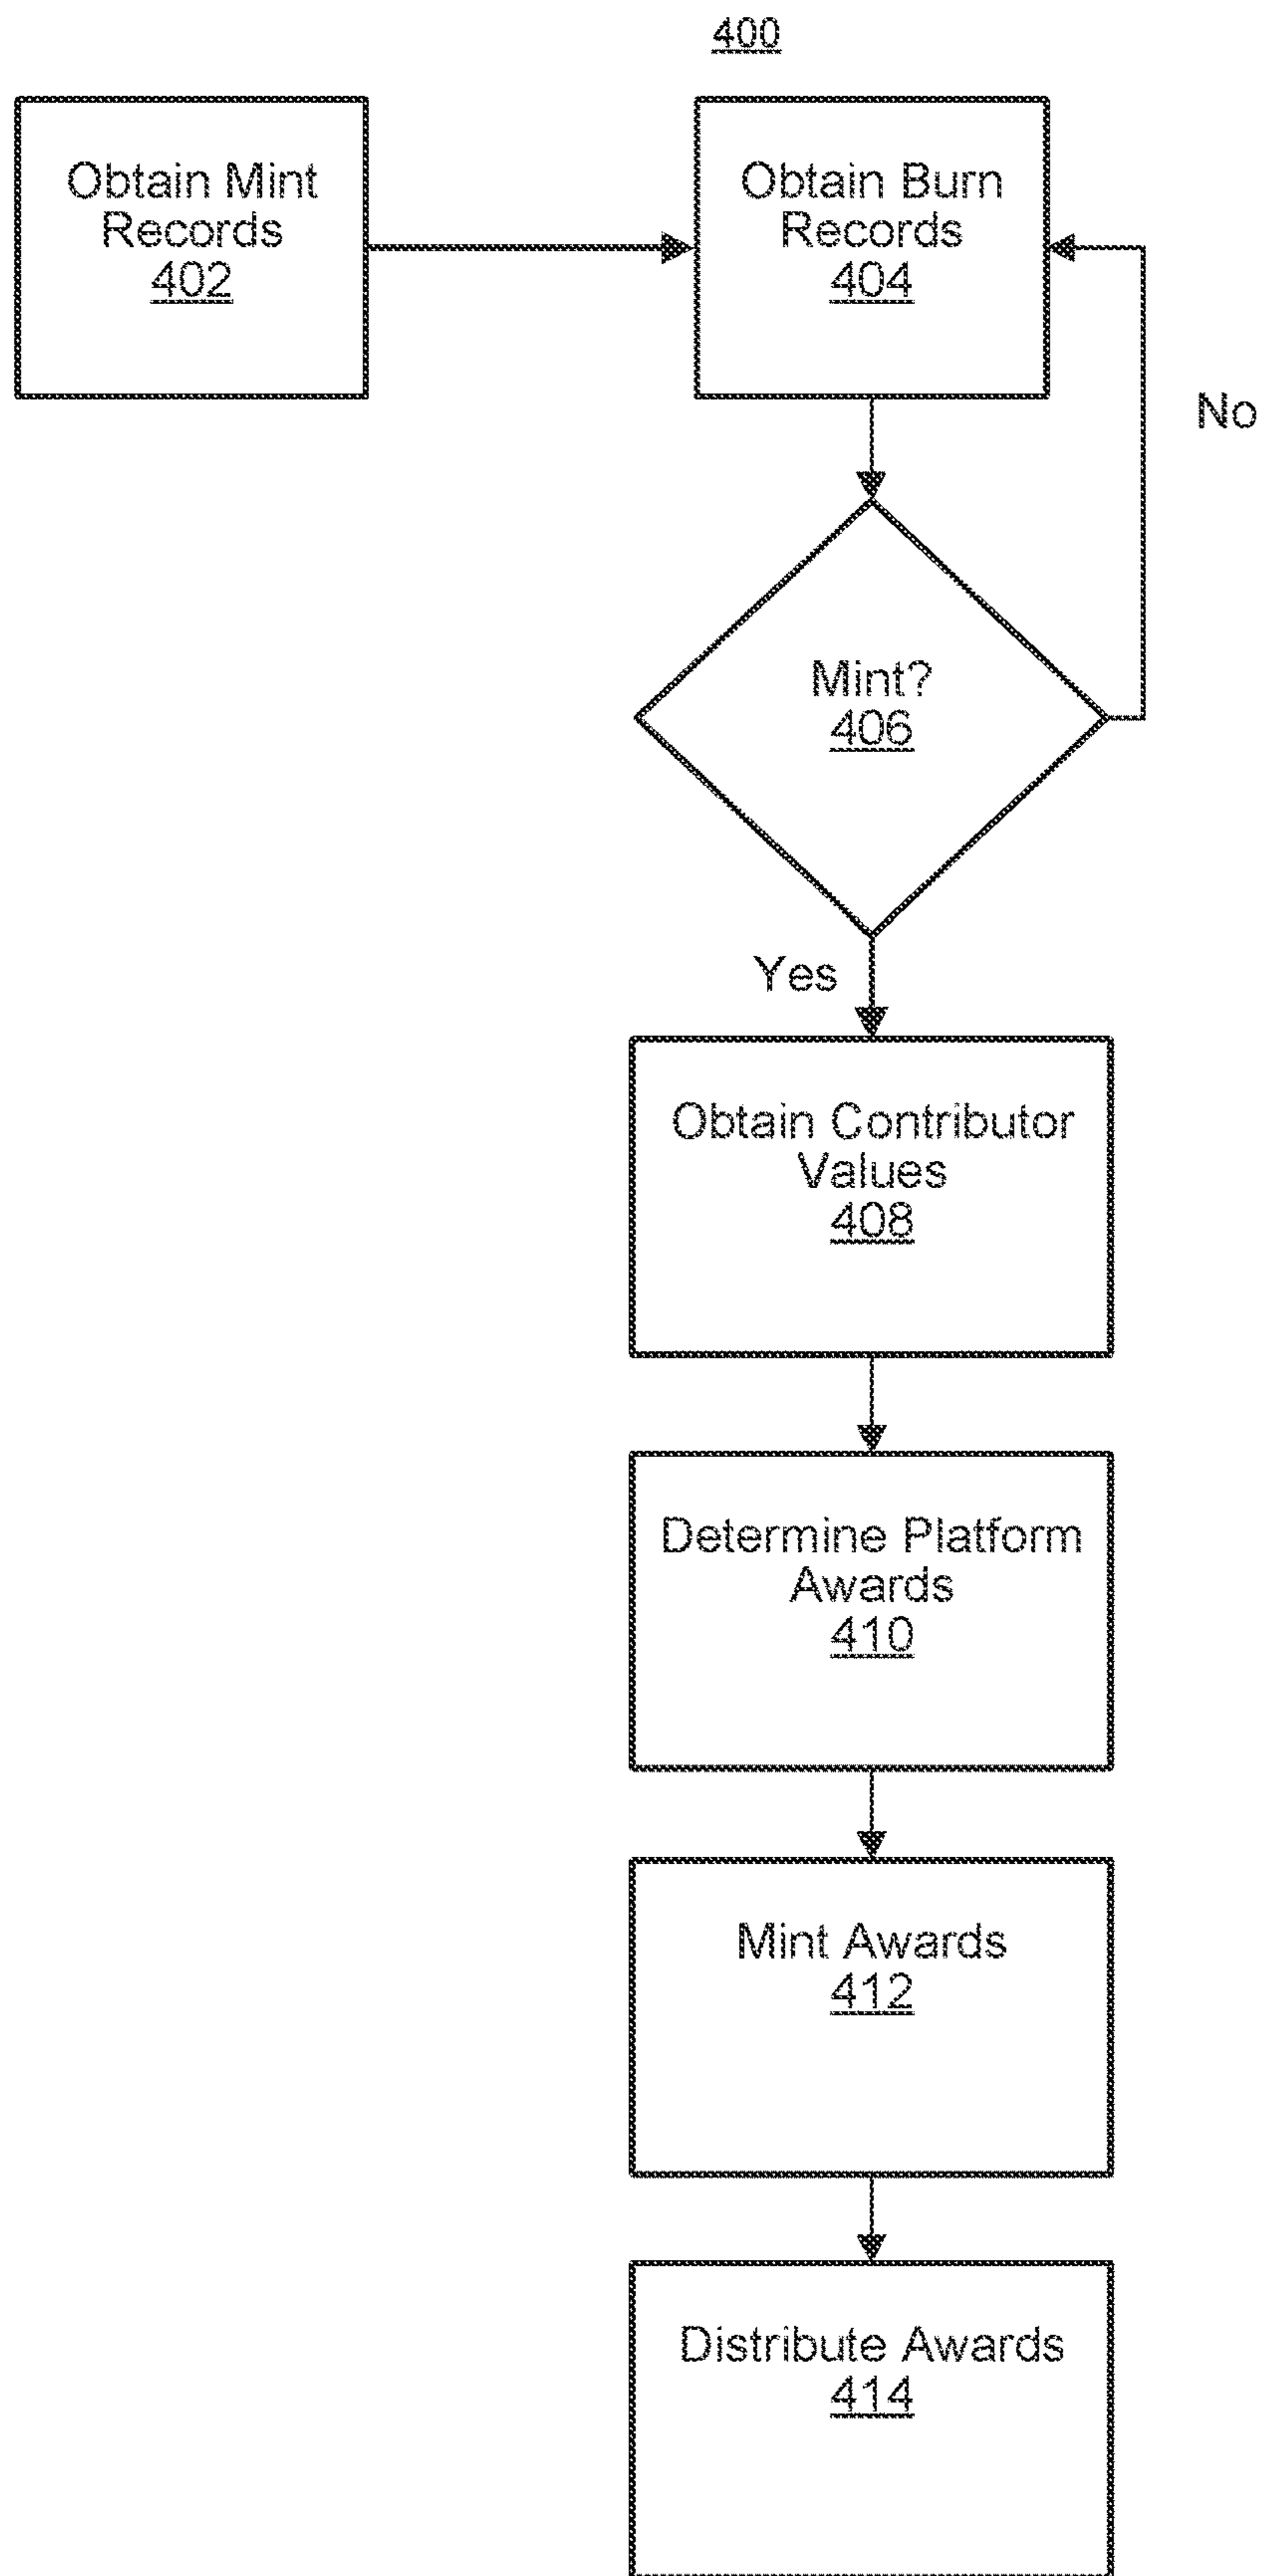 400
Obtain Mint
Records
402
Obtain Burn
Records
404
No
Mint?
406
Yes
Obtain Contributor
Values
408
Determine Platform
Awards
410
Mint Awards
412
Distribute Awards
414